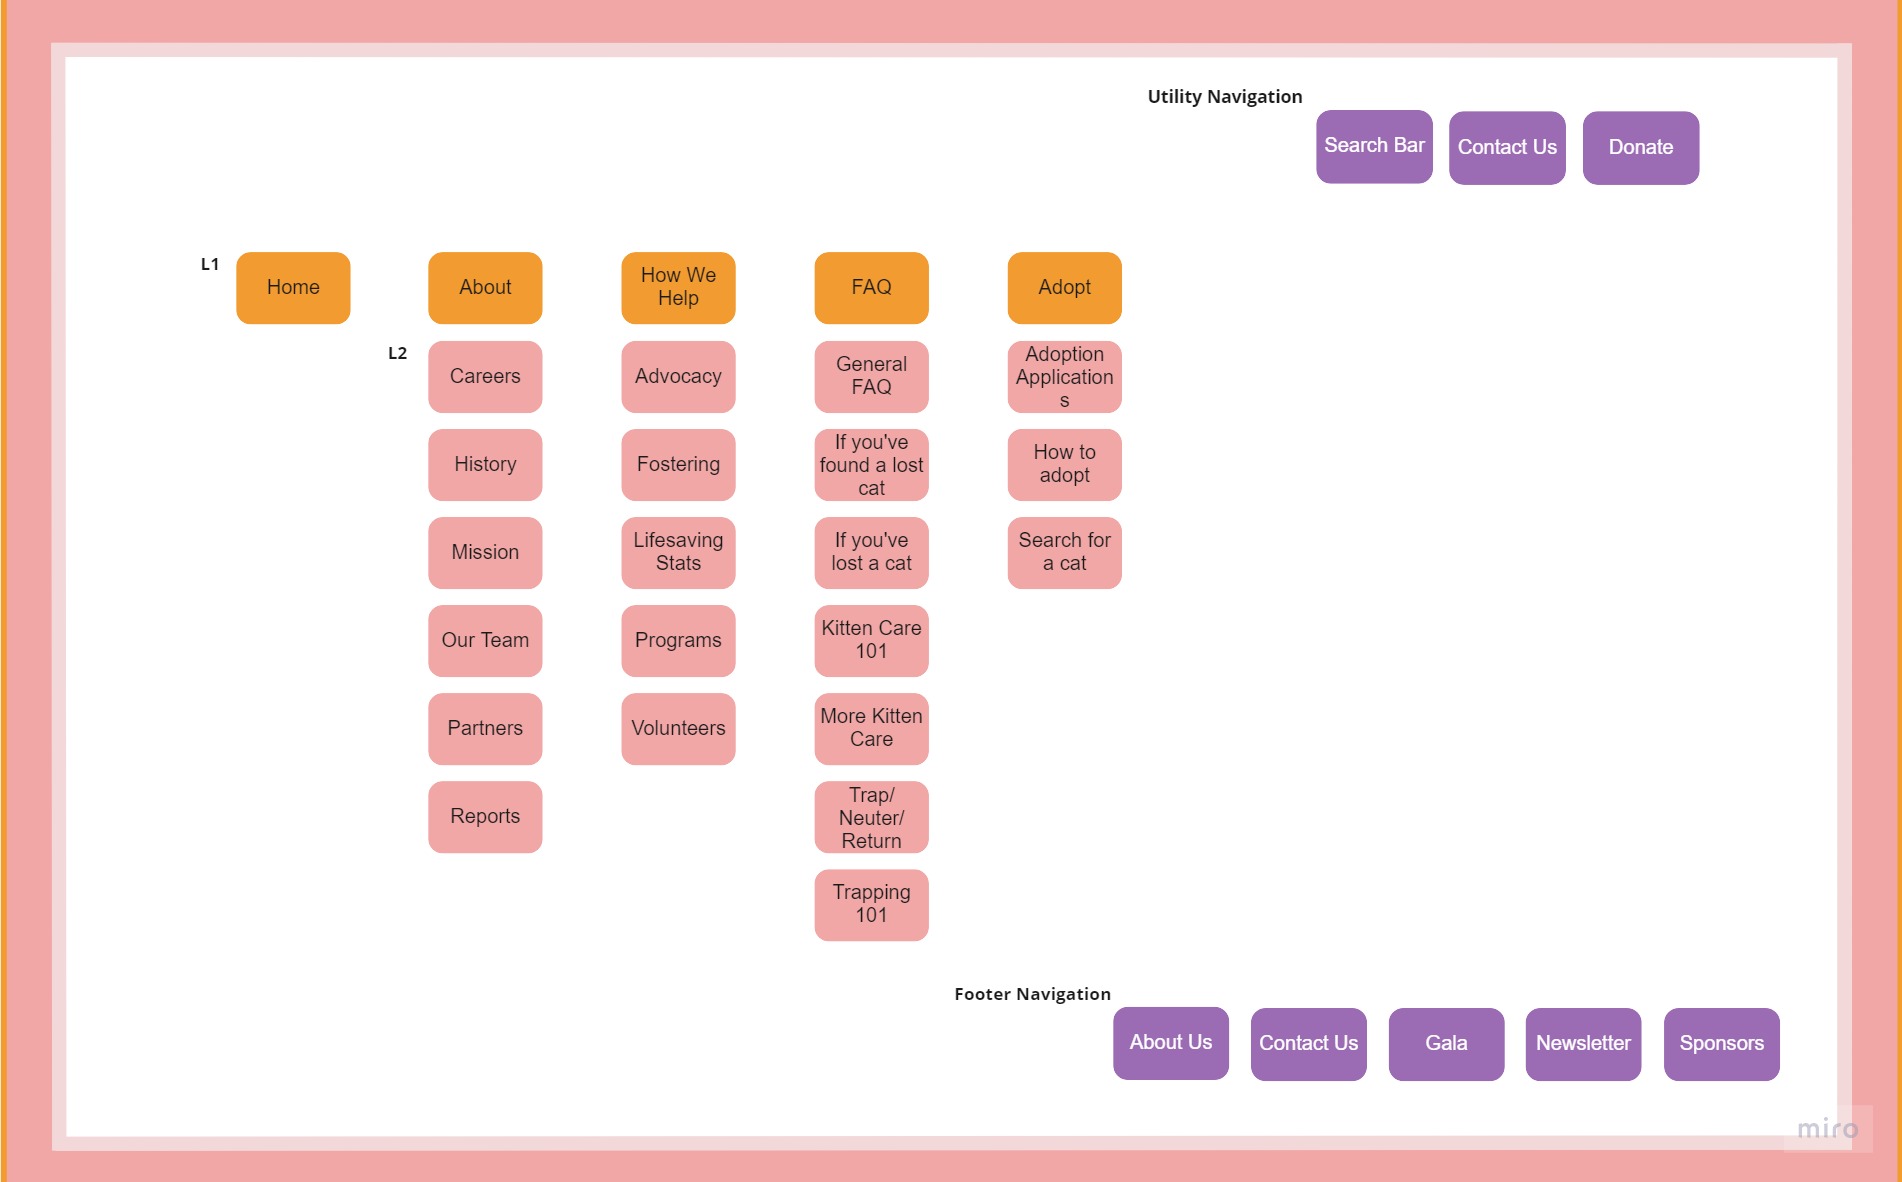 Utility Navigation
Search Bar
Contact Us
Donate
L1
Home
About
How We
Help
FAQ
Adopt
L2
Careers
History
Mission
Our Team
Partners
Reports
Advocacy
Fostering
Lifesaving
Stats
Programs
Volunteers
General
FAQ
If you've
found a lost
cat
If you've
lost a cat
Kitten Care
101
More Kitten
Care
Trap/
Neuter/
Return
Trapping
101
Adoption
Application
s
How to
adopt
Search for
a cat
Footer Navigation
About Us
Contact Us
Gala
Newsletter
Sponsors
miro